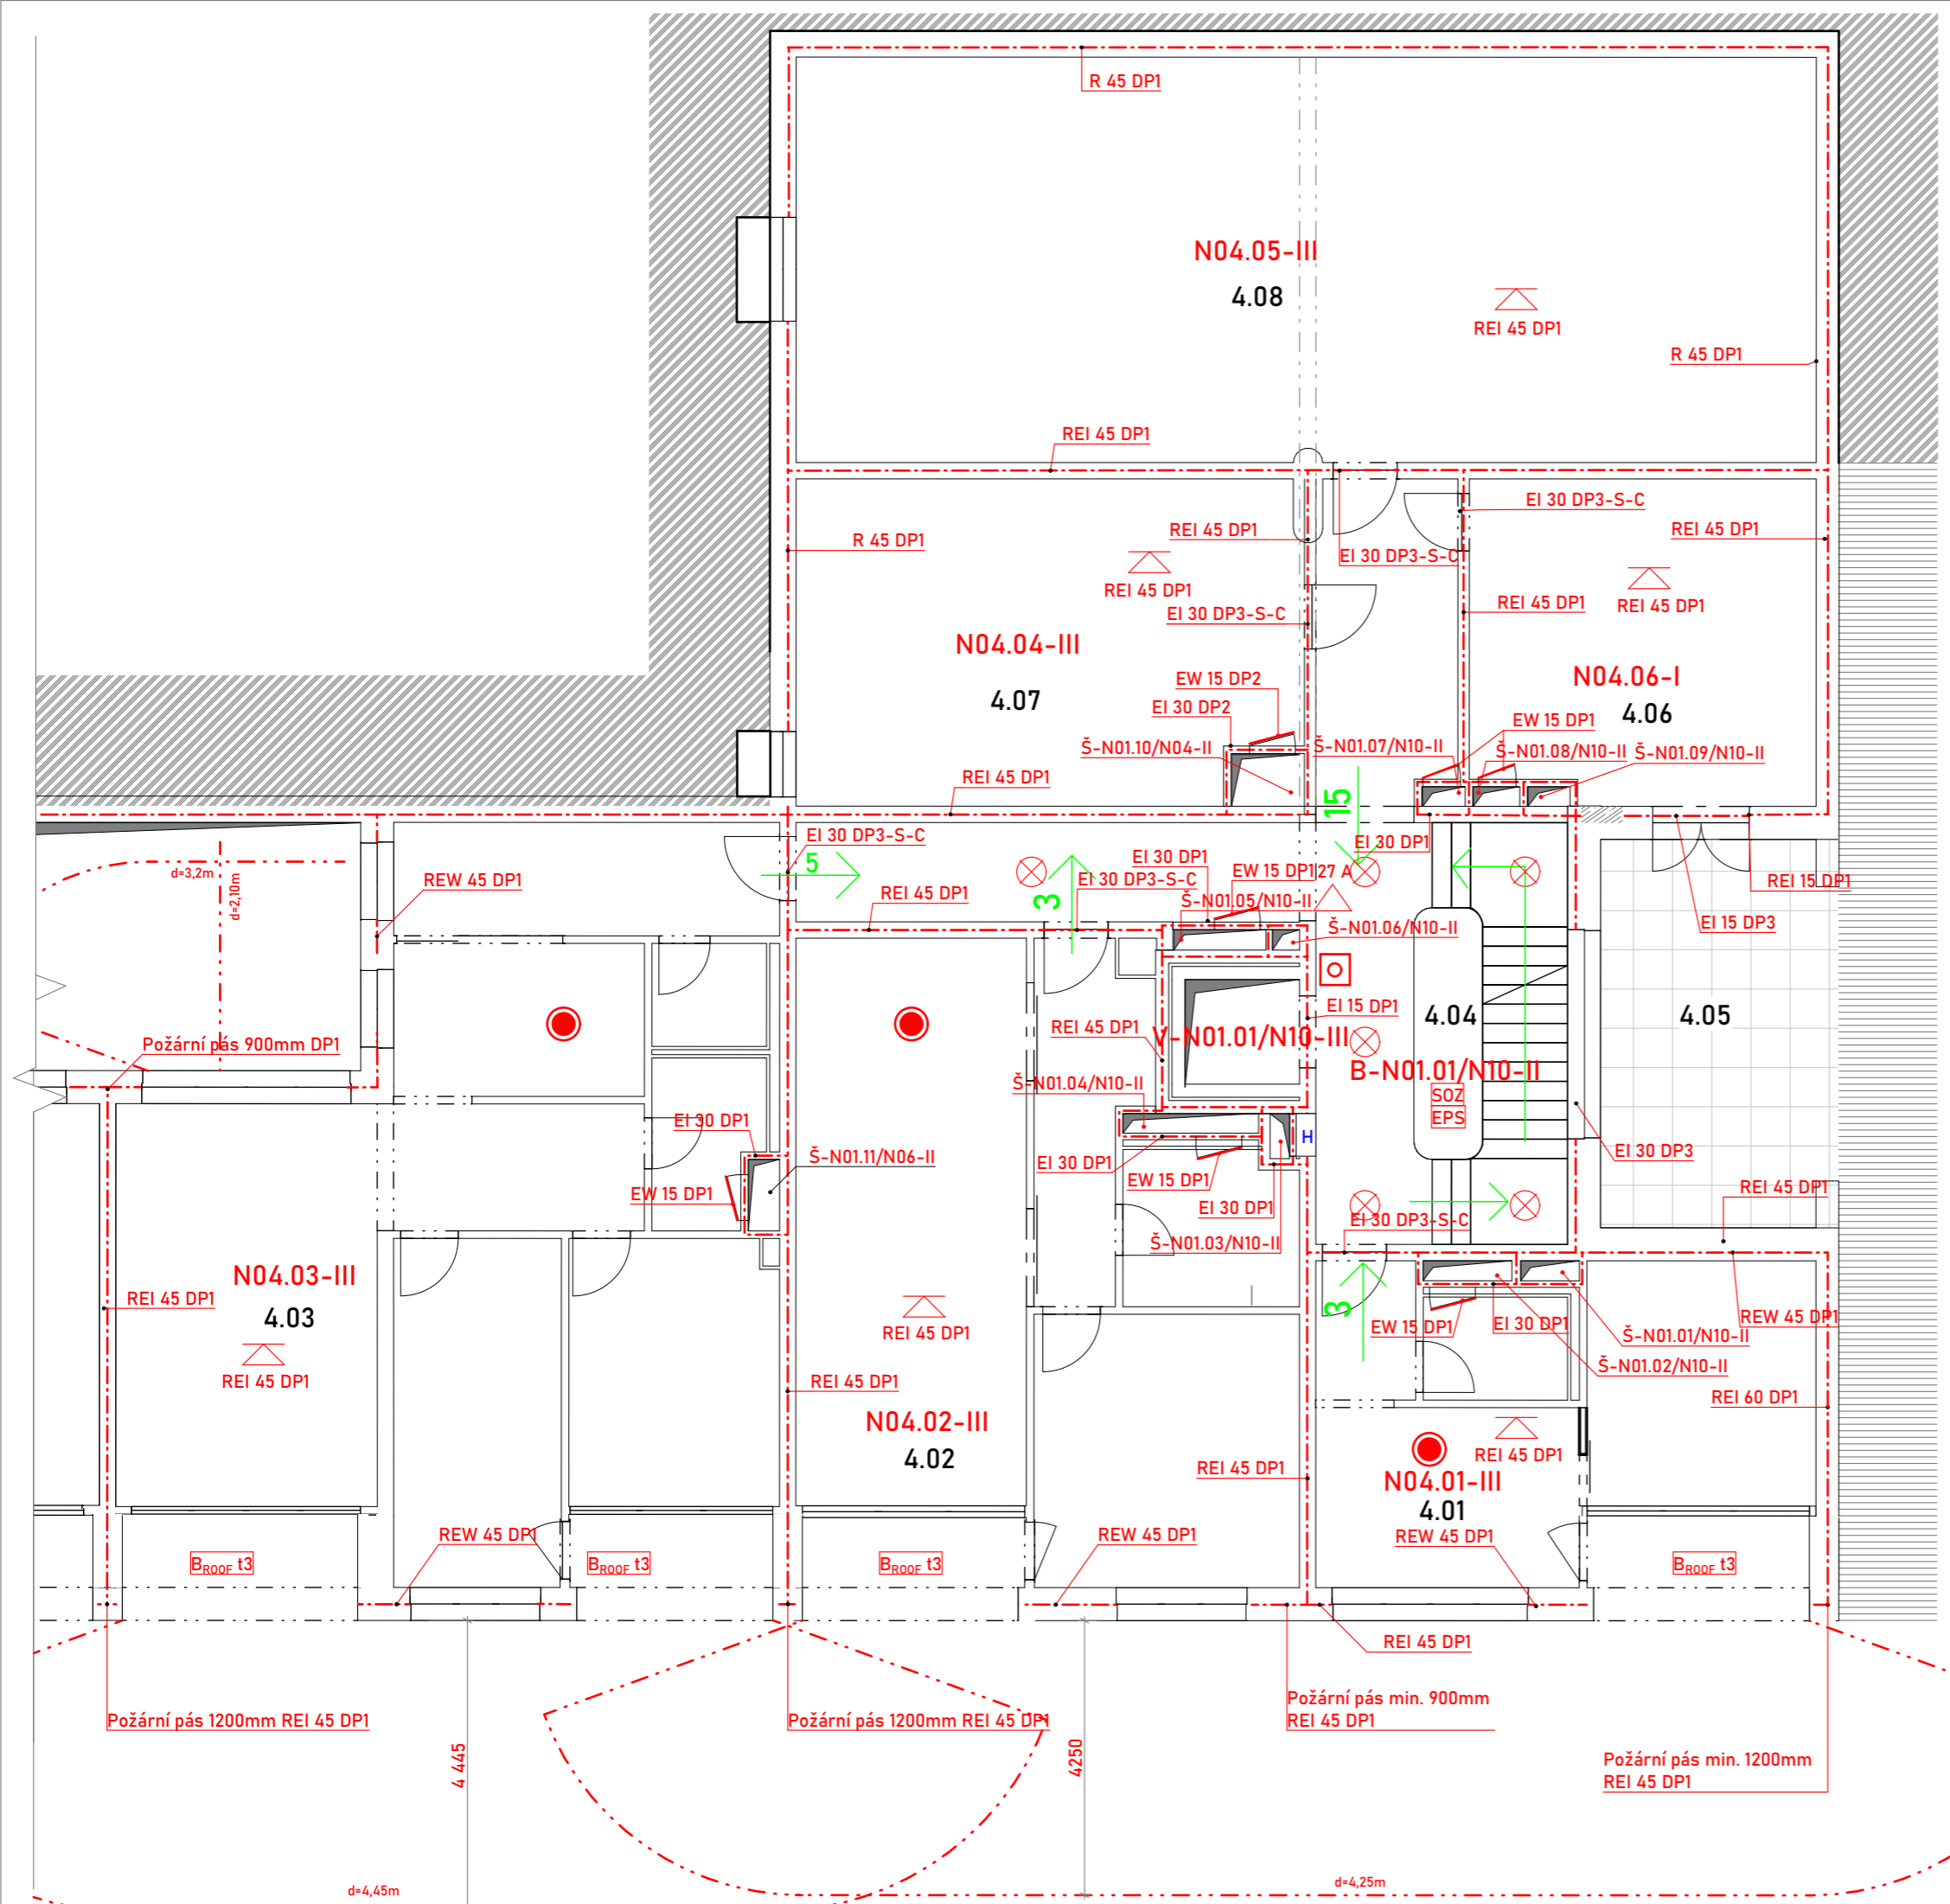 R 45 DP1
N04.05-III
4.08
REI 45 DP1
R 45 DP1
REI 45 DP1
EI 30 DP3-S-C
REI 45 DP1
REI 45 DP1
R 45 DP1
EI 30 DP3-S-C
REI 45 DP1
REI 45 DP1
REI 45 DP1
EI 30 DP3-S-C
N04.04-III
4.07
N04.06-I
4.06
EW 15 DP2
EI 30 DP2
EW 15 DP1
Š-N01.10/N04-II
Š-N01.07/N10-II
Š-N01.08/N10-II
Š-N01.09/N10-II
REI 45 DP1
15
EI 30 DP3-S-C
5
EI 30 DP1
EI 30 DP1
d=3,2m
d=2,10m
REW 45 DP1
REI 45 DP1
3
EI 30 DP3-S-C
EW 15 DP1
27 A
REI 15 DP1
Š-N01.05/N10-II
Š-N01.06/N10-II
EI 15 DP3
EI 15 DP1
4.04
4.05
REI 45 DP1
V-N01.01/N10-III
Požární pás 900mm DP1
B-N01.01/N10-II
SOZ
EPS
Š-N01.04/N10-II
EI 30 DP1
H
Š-N01.11/N06-II
EI 30 DP1
EI 30 DP3
EW 15 DP1
EW 15 DP1
EI 30 DP1
REI 45 DP1
EI 30 DP3-S-C
Š-N01.03/N10-II
N04.03-III
4.03
REI 45 DP1
3
REI 45 DP1
EW 15 DP1
EI 30 DP1
REW 45 DP1
Š-N01.01/N10-II
Š-N01.02/N10-II
REI 45 DP1
REI 45 DP1
REI 60 DP1
N04.02-III
4.02
REI 45 DP1
REI 45 DP1
N04.01-III
4.01
REW 45 DP1
REW 45 DP1
REW 45 DP1
BROOF t3
BROOF t3
BROOF t3
BROOF t3
REI 45 DP1
Požární pás 1200mm REI 45 DP1
Požární pás 1200mm REI 45 DP1
Požární pás min. 900mm
REI 45 DP1
4 445
4250
Požární pás min. 1200mm
REI 45 DP1
d=4,45m
d=4,25m